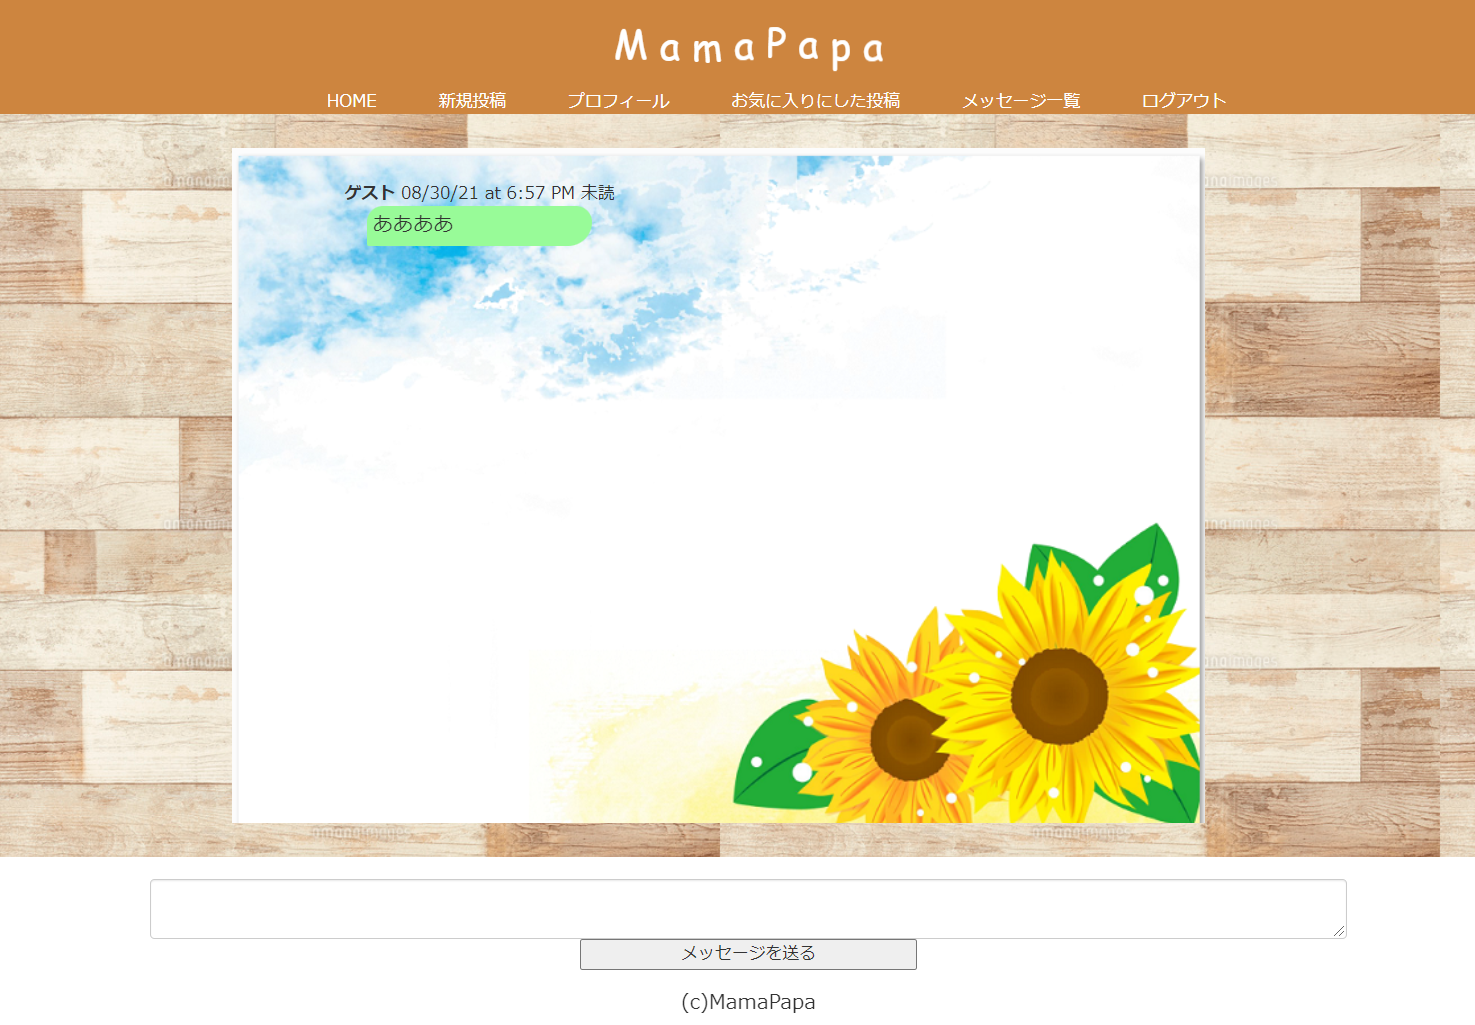 MamaPapa
HOME 新規投稿 プロフィール お気に入りにした投稿 メッセージ一覧 ログアウト
ゲスト 08/30/21 at 6:57 PM 未読
ああああ
メッセージを送る
(c)MamaPapa